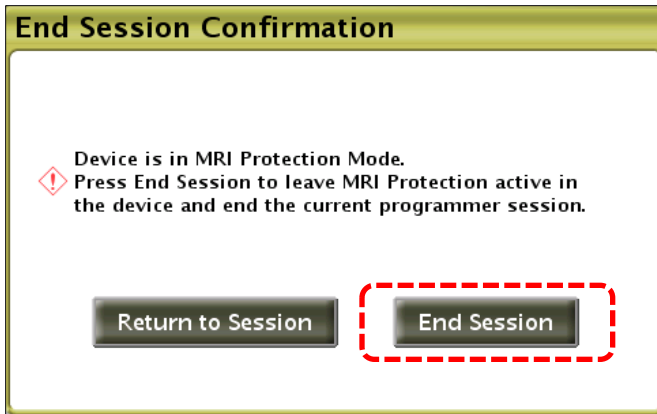 End Session Confirmation
Device is in MRI Protection Mode.
Press End Session to leave MRI Protection active in
the device and end the current programmer session.
Return to Session
End Session